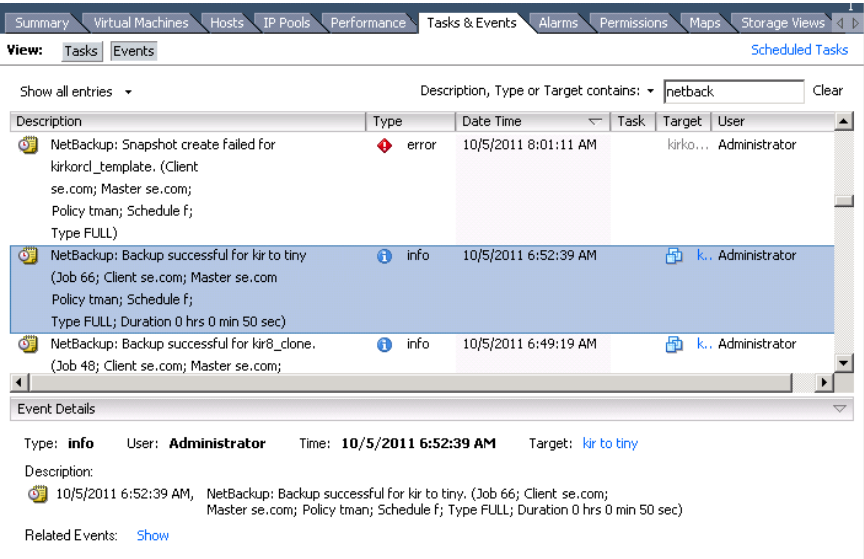 1
Summary Virtual Machines Hosts IP Pools Performance Tasks & Events Alarms Permissions Maps Storage Views
View: Tasks Events Scheduled Tasks
Show all entries Description, Type or Target contains: netback Clear
Description Type Date Time Task Target User
NetBackup: Snapshot create failed for error 10/5/2011 8:01:11 AM kirko... Administrator
kirkorcl_template. (Client
se.com; Master se.com;
Policy tman; Schedule f;
Type FULL)
NetBackup: Backup successful for kir to tiny info 10/5/2011 6:52:39 AM k.. Administrator
(Job 66; Client se.com; Master se.com
Policy tman; Schedule f;
Type FULL; Duration 0 hrs 0 min 50 sec)
NetBackup: Backup successful for kir8_clone. info 10/5/2011 6:49:19 AM k.. Administrator
(Job 48; Client se.com; Master se.com;
Event Details
Type: info User: Administrator Time: 10/5/2011 6:52:39 AM Target: kir to tiny
Description:
10/5/2011 6:52:39 AM, NetBackup: Backup successful for kir to tiny. (Job 66; Client se.com;
Master se.com; Policy tman; Schedule f; Type FULL; Duration 0 hrs 0 min 50 sec)
Related Events: Show